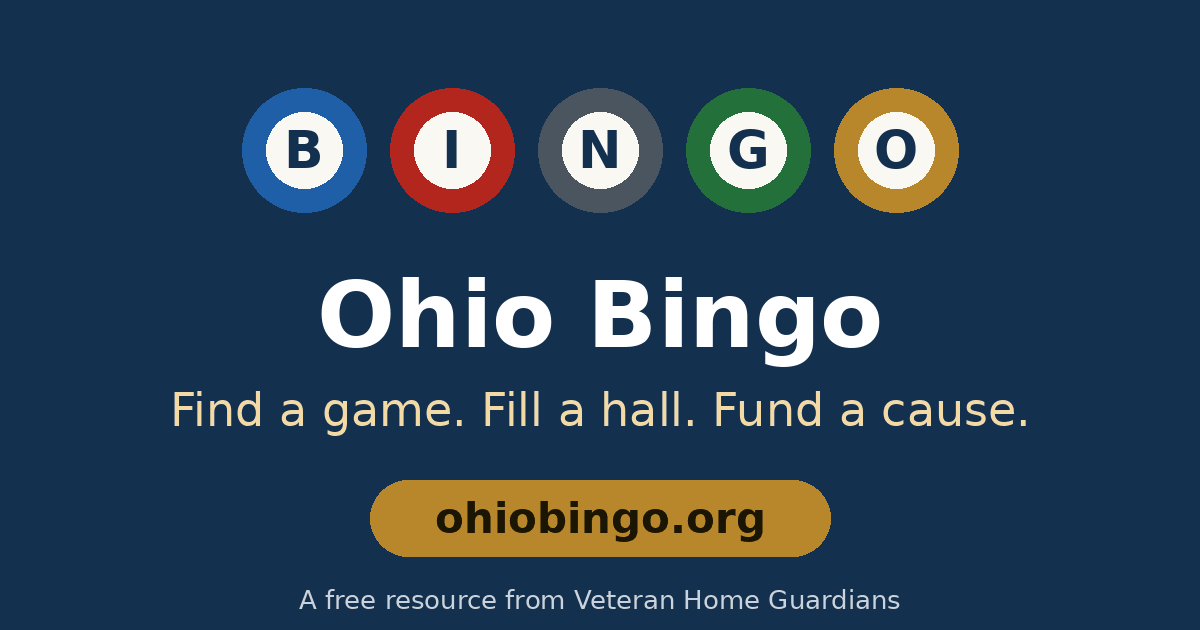 B I N G O
Ohio Bingo
Find a game. Fill a hall. Fund a cause.
ohiobingo.org
A free resource from Veteran Home Guardians